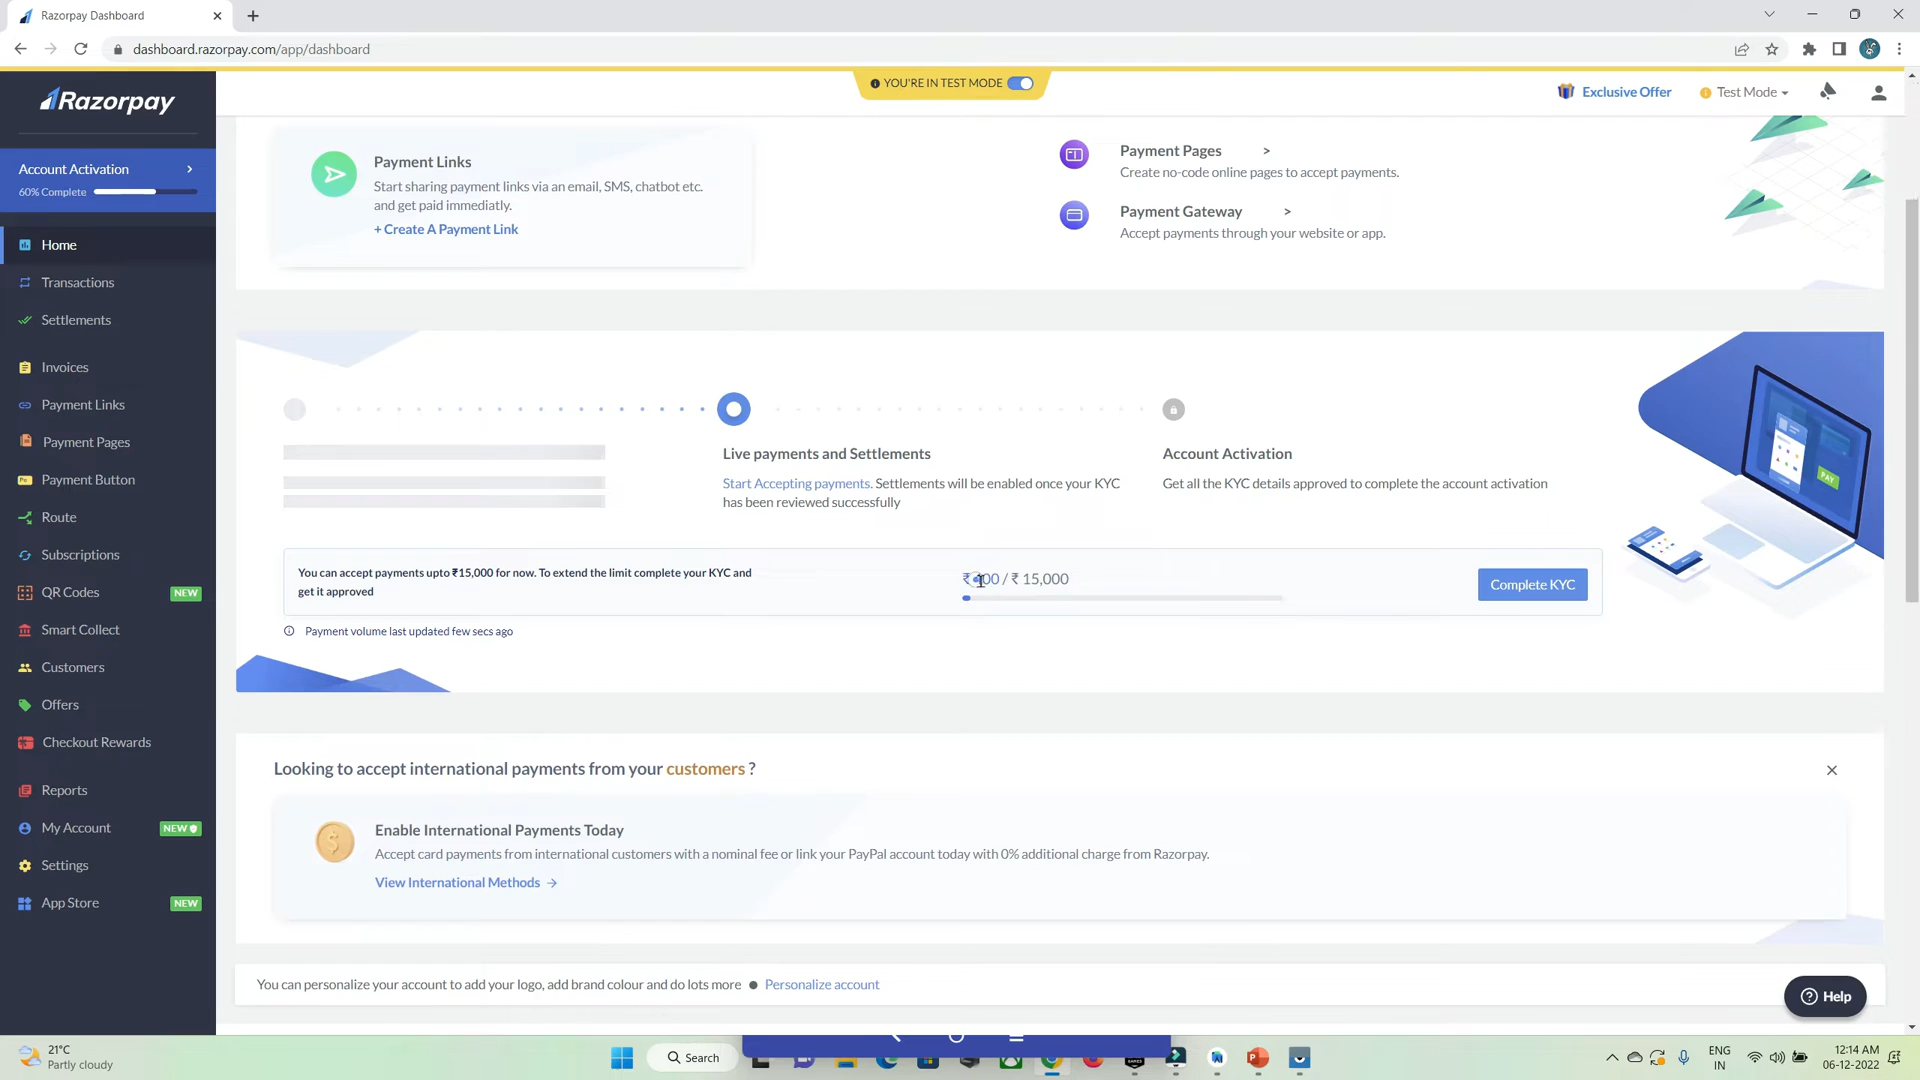 Razorpay Dashboard
dashboard.razorpay.com/app/dashboard
YOU'RE IN TEST MODE
Exclusive Offer
Test Mode
Razorpay
Account Activation
60% Complete
Home
Transactions
Settlements
Invoices
Payment Links
Payment Pages
Payment Button
Route
Subscriptions
QR Codes NEW
Smart Collect
Customers
Offers
Checkout Rewards
Reports
My Account NEW
Settings
App Store NEW
Payment Links
Start sharing payment links via an email, SMS, chatbot etc.
and get paid immediatly.
+ Create A Payment Link
Payment Pages >
Create no-code online pages to accept payments.
Payment Gateway >
Accept payments through your website or app.
Live payments and Settlements
Start Accepting payments. Settlements will be enabled once your KYC
has been reviewed successfully
Account Activation
Get all the KYC details approved to complete the account activation
You can accept payments upto ₹15,000 for now. To extend the limit complete your KYC and
get it approved
/ ₹ 15,000
Complete KYC
Payment volume last updated few secs ago
PAY
Looking to accept international payments from your customers ?
Enable International Payments Today
Accept card payments from international customers with a nominal fee or link your PayPal account today with 0% additional charge from Razorpay.
View International Methods →
You can personalize your account to add your logo, add brand colour and do lots more ● Personalize account
Help
21°C
Partly cloudy
Search
ENG
IN
12:14 AM
06-12-2022